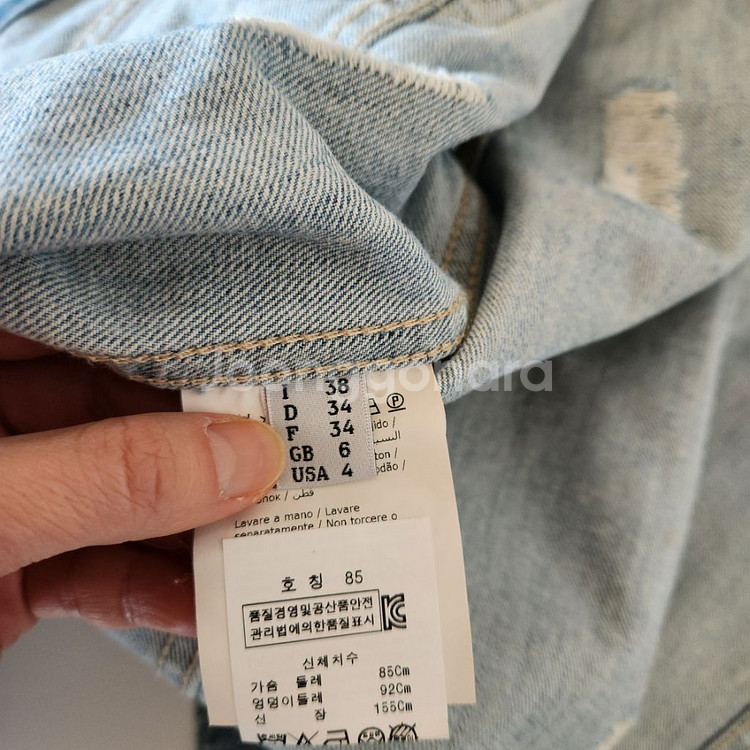 Joonggonara
I 38
D 34
F 34
GB 6
USA 4
P
ido /
ton /
odão /
nok / قطن /
Lavare a mano / Lavare
separatamente / Non torcere o
호 칭 85
품질경영및공산품안전
관리법에의한품질표시
신체치수
가슴 둘레 85Cm
엉덩이둘레 92Cm
신 장 155Cm